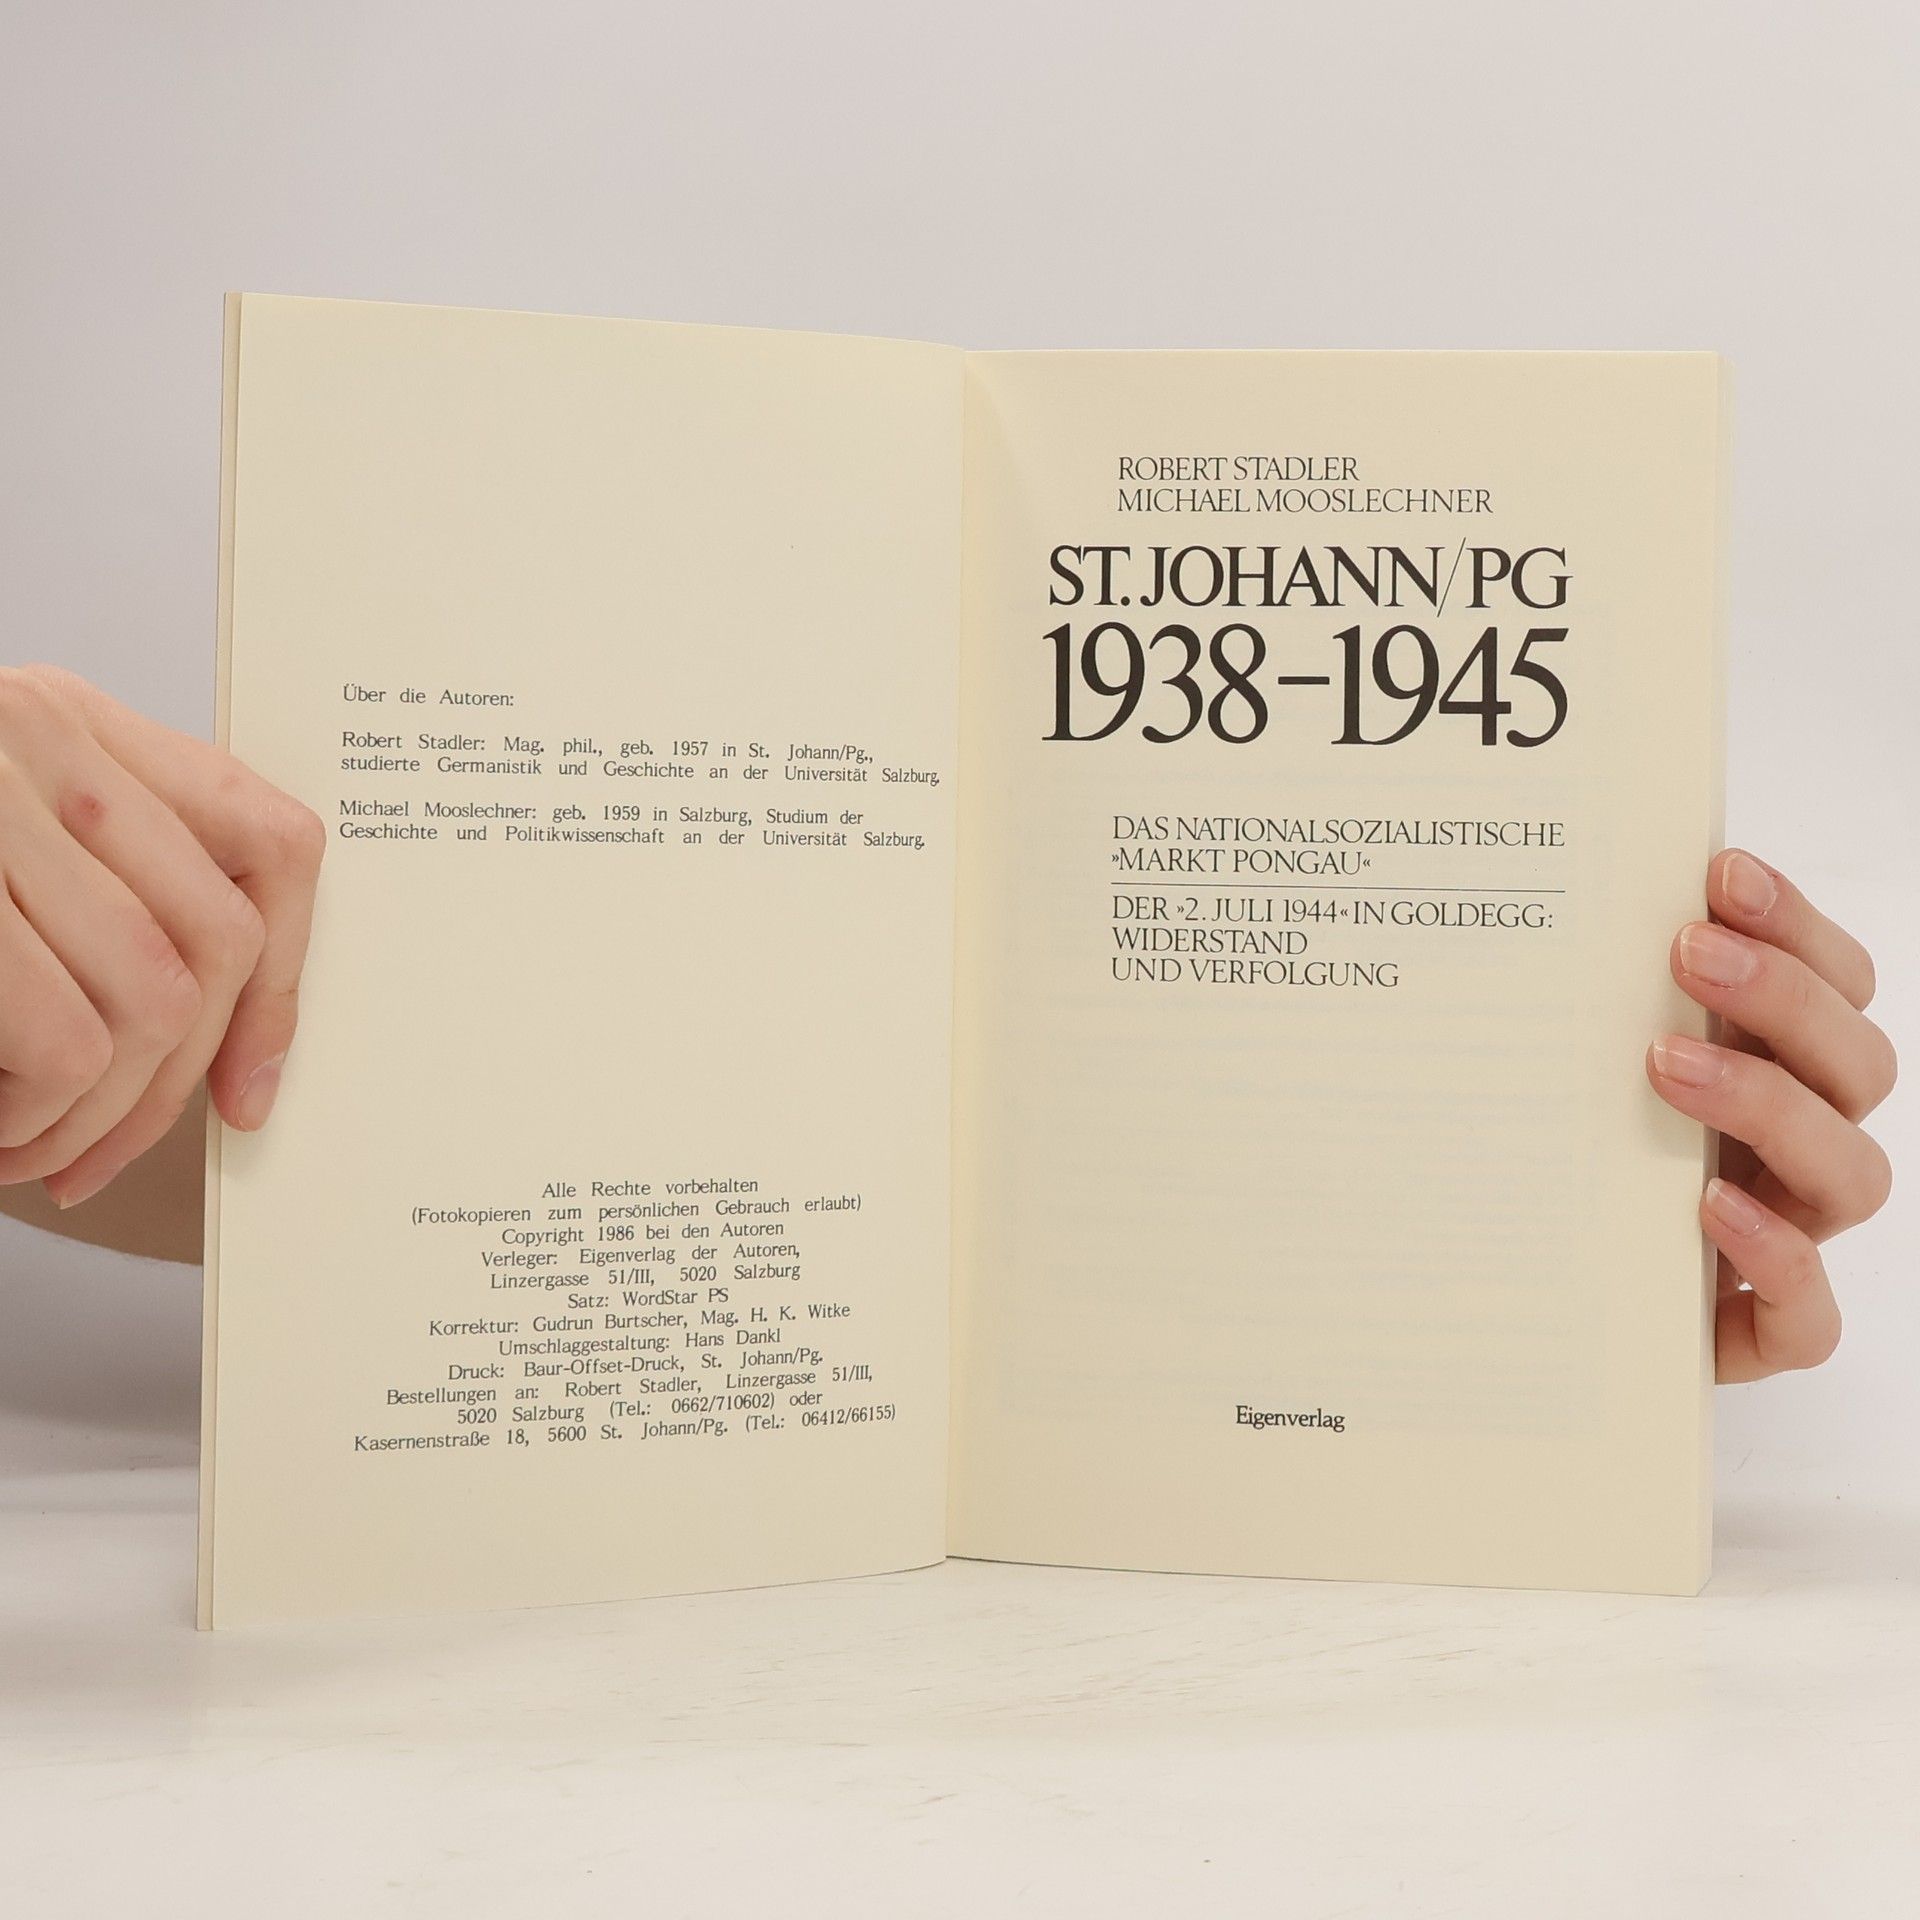 Über die Autoren:
Robert Stadler: Mag. phil., geb. 1957 in St. Johann/Pg.,
studierte Germanistik und Geschichte an der Universität Salzburg.
Michael Mooslechner: geb. 1959 in Salzburg, Studium der
Geschichte und Politikwissenschaft an der Universität Salzburg.
Alle Rechte vorbehalten
(Fotokopieren zum persönlichen Gebrauch erlaubt)
Copyright 1986 bei den Autoren
Verleger: Eigenverlag der Autoren,
Linzergasse 51/III, 5020 Salzburg
Satz: WordStar PS
Korrektur: Gudrun Burtscher, Mag. H. K. Witke
Umschlaggestaltung: Hans Dankl
Druck: Baur-Offset-Druck, St. Johann/Pg.
Bestellungen an: Robert Stadler, Linzergasse 51/III,
5020 Salzburg (Tel.: 0662/710602) oder
Kasernenstraße 18, 5600 St. Johann/Pg. (Tel.: 06412/66155)
ROBERT STADLER
MICHAEL MOOSLECHNER
ST. JOHANN/PG
1938–1945
DAS NATIONALSOZIALISTISCHE
»MARKT PONGAU«
DER »2. JULI 1944« IN GOLDEGG:
WIDERSTAND
UND VERFOLGUNG
Eigenverlag